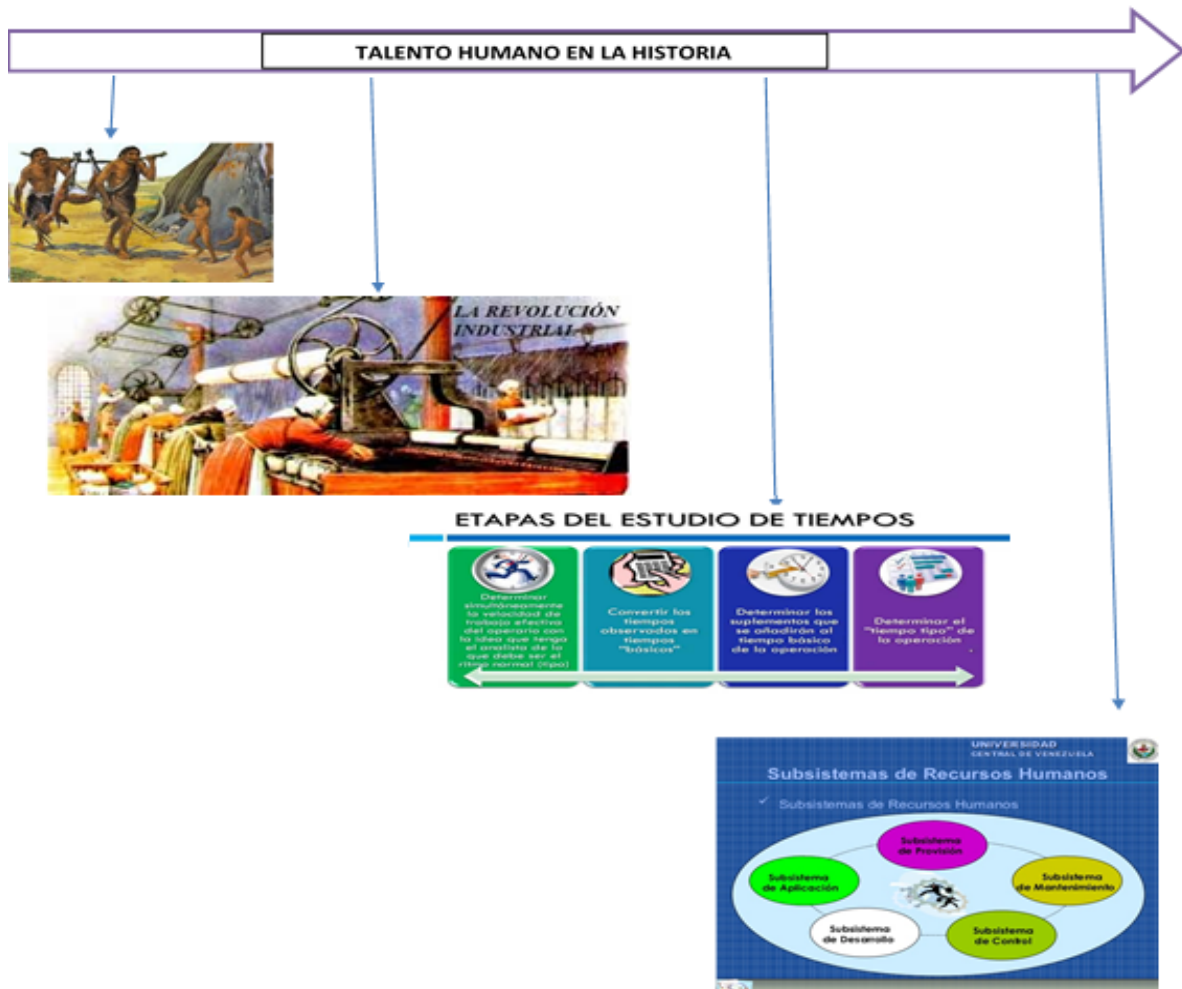 TALENTO HUMANO EN LA HISTORIA
LA REVOLUCIÓN
INDUSTRIAL
ETAPAS DEL ESTUDIO DE TIEMPOS
Determinar
simultáneamente
la velocidad de
trabajo efectiva
del operario con
la idea que tenga
el analista de lo
que debe ser el
ritmo normal (tipo)
Convertir los
tiempos
observados en
tiempos
"básicos"
Determinar los
suplementos que
se añadirán al
tiempo básico
de la operación
Determinar el
"tiempo tipo" de
la operación
.
UNIVERSIDAD
CENTRAL DE VENEZUELA
Subsistemas de Recursos Humanos
✓ Subsistemas de Recursos Humanos
Subsistema
de Provisión
Subsistema
de Aplicación
Subsistema
de Mantenimiento
Subsistema
de Desarrollo
Subsistema
de Control